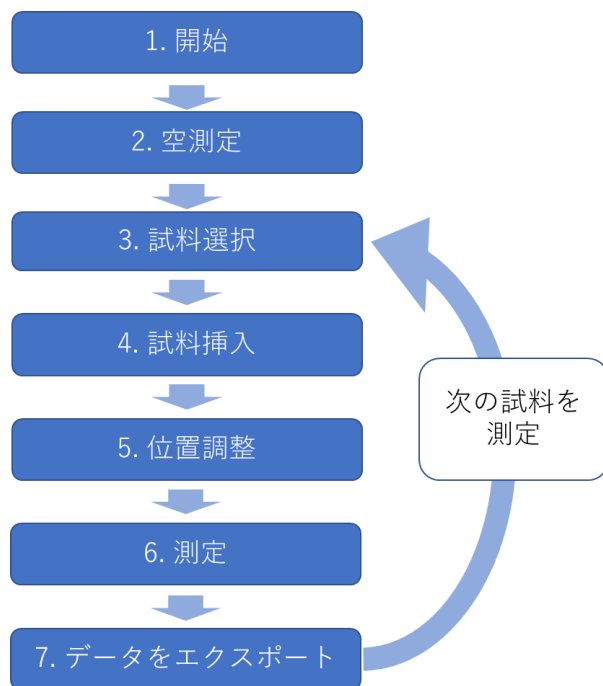 1. 開始
2. 空測定
3. 試料選択
4. 試料挿入
5. 位置調整
6. 測定
7. データをエクスポート
次の試料を
測定